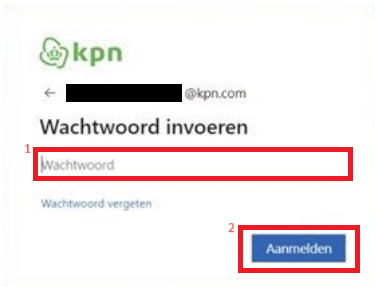 kpn
← @kpn.com
Wachtwoord invoeren
1
Wachtwoord
Wachtwoord vergeten
2
Aanmelden